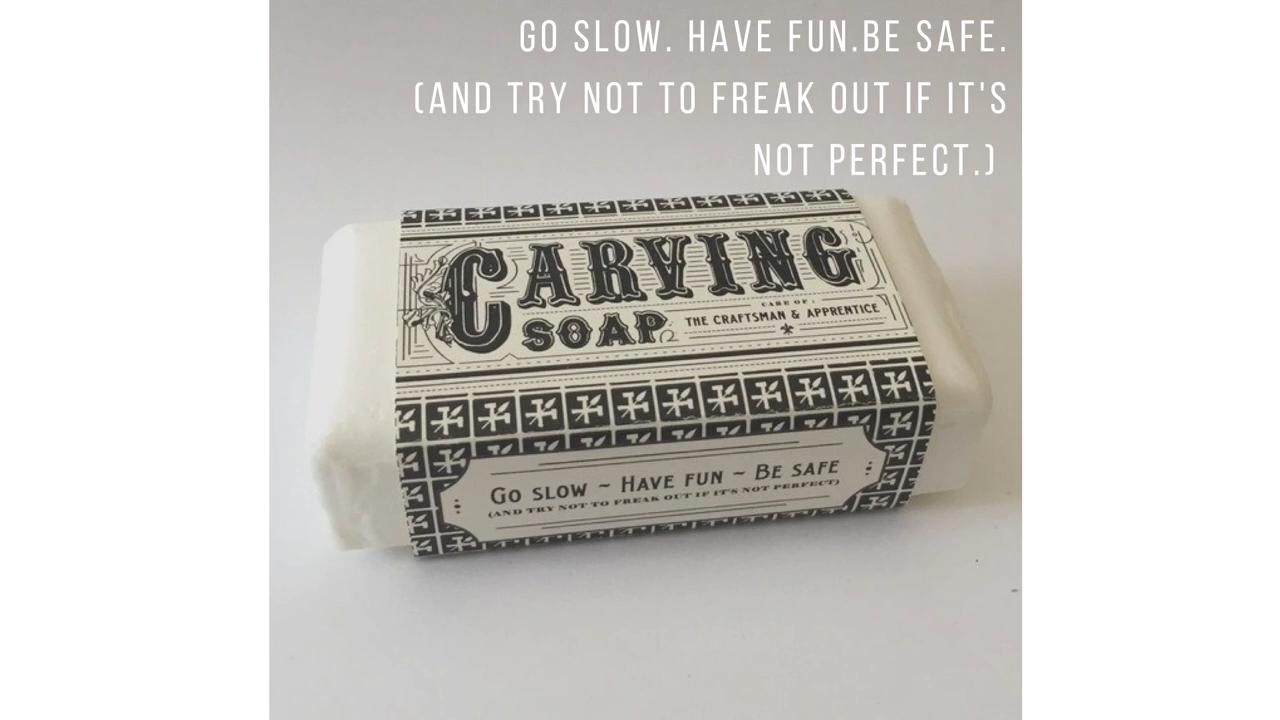 GO SLOW. HAVE FUN.BE SAFE.
(AND TRY NOT TO FREAK OUT IF IT'S
NOT PERFECT.)
CARVING
CARE OF:
SOAP
THE CRAFTSMAN & APPRENTICE
GO SLOW ~ HAVE FUN ~ BE SAFE
(AND TRY NOT TO FREAK OUT IF IT'S NOT PERFECT)